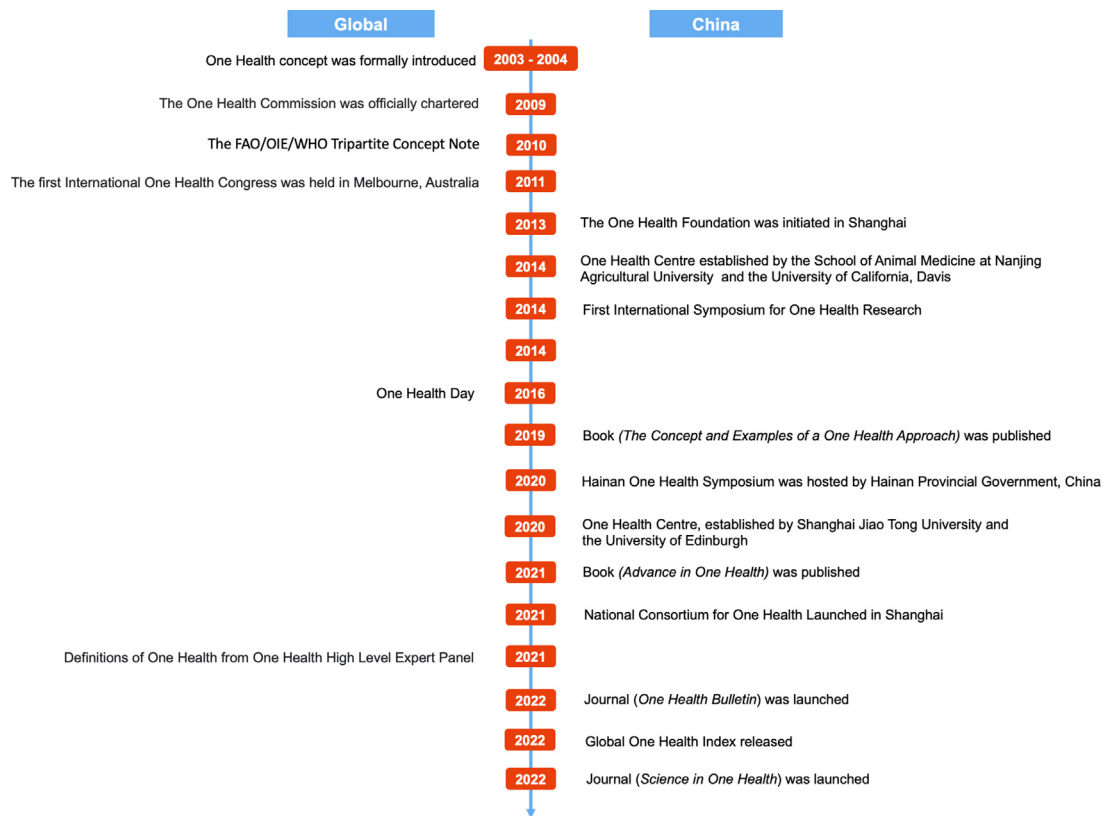 Global
China
One Health concept was formally introduced
2003 - 2004
The One Health Commission was officially chartered
2009
The FAO/OIE/WHO Tripartite Concept Note
2010
The first International One Health Congress was held in Melbourne, Australia
2011
2013
The One Health Foundation was initiated in Shanghai
2014
One Health Centre established by the School of Animal Medicine at Nanjing
Agricultural University and the University of California, Davis
2014
First International Symposium for One Health Research
2014
One Health Day
2016
2019
Book (The Concept and Examples of a One Health Approach) was published
2020
Hainan One Health Symposium was hosted by Hainan Provincial Government, China
2020
One Health Centre, established by Shanghai Jiao Tong University and
the University of Edinburgh
2021
Book (Advance in One Health) was published
2021
National Consortium for One Health Launched in Shanghai
Definitions of One Health from One Health High Level Expert Panel
2021
2022
Journal (One Health Bulletin) was launched
2022
Global One Health Index released
2022
Journal (Science in One Health) was launched